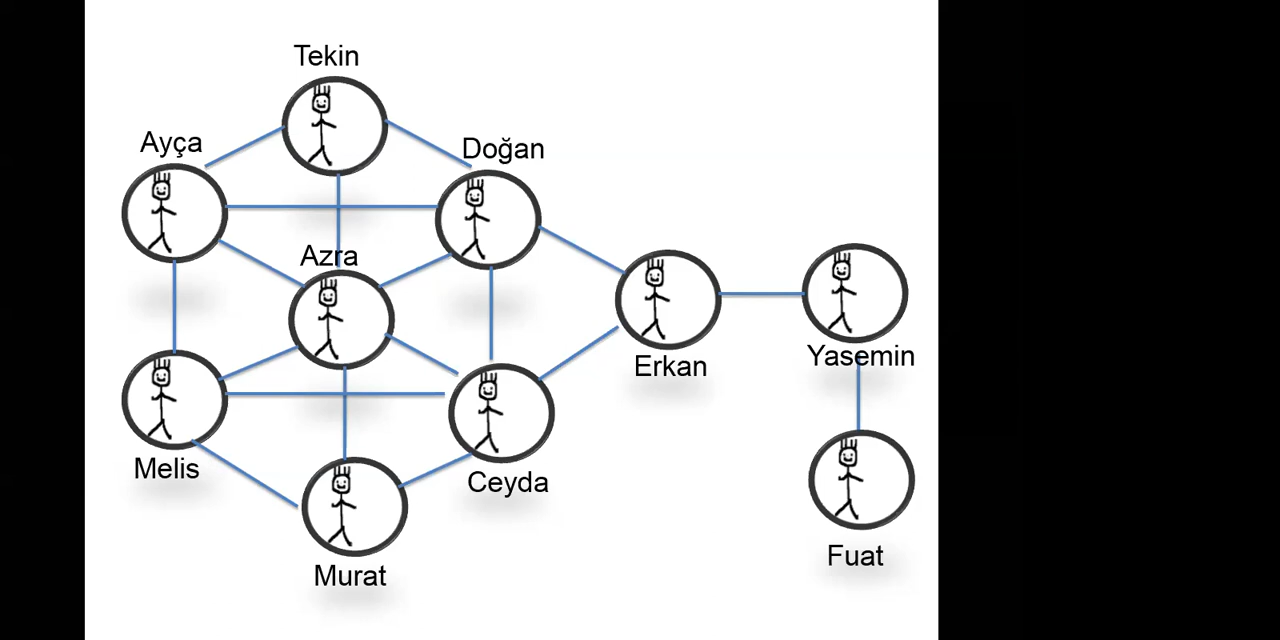 Tekin
Ayça
Doğan
Azra
Erkan
Yasemin
Melis
Ceyda
Fuat
Murat